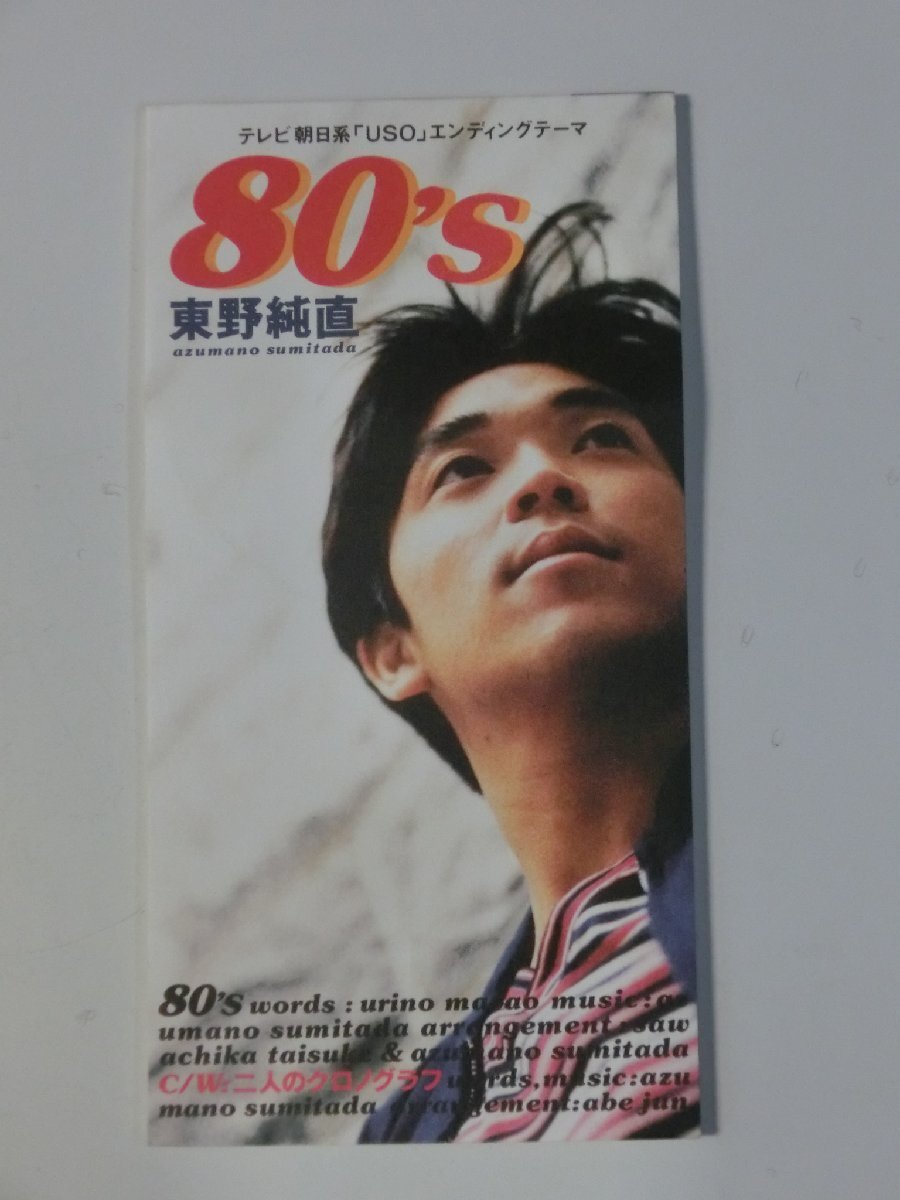 テレビ朝日系「USO」エンディングテーマ
80's
東野純直
azumano sumitada
80's words : urino masao music : az
umano sumitada arrangement : saw
achika taisuke & azumano sumitada
C/W: 二人のクロノグラフ words, music : azu
mano sumitada arrangement : abe jun